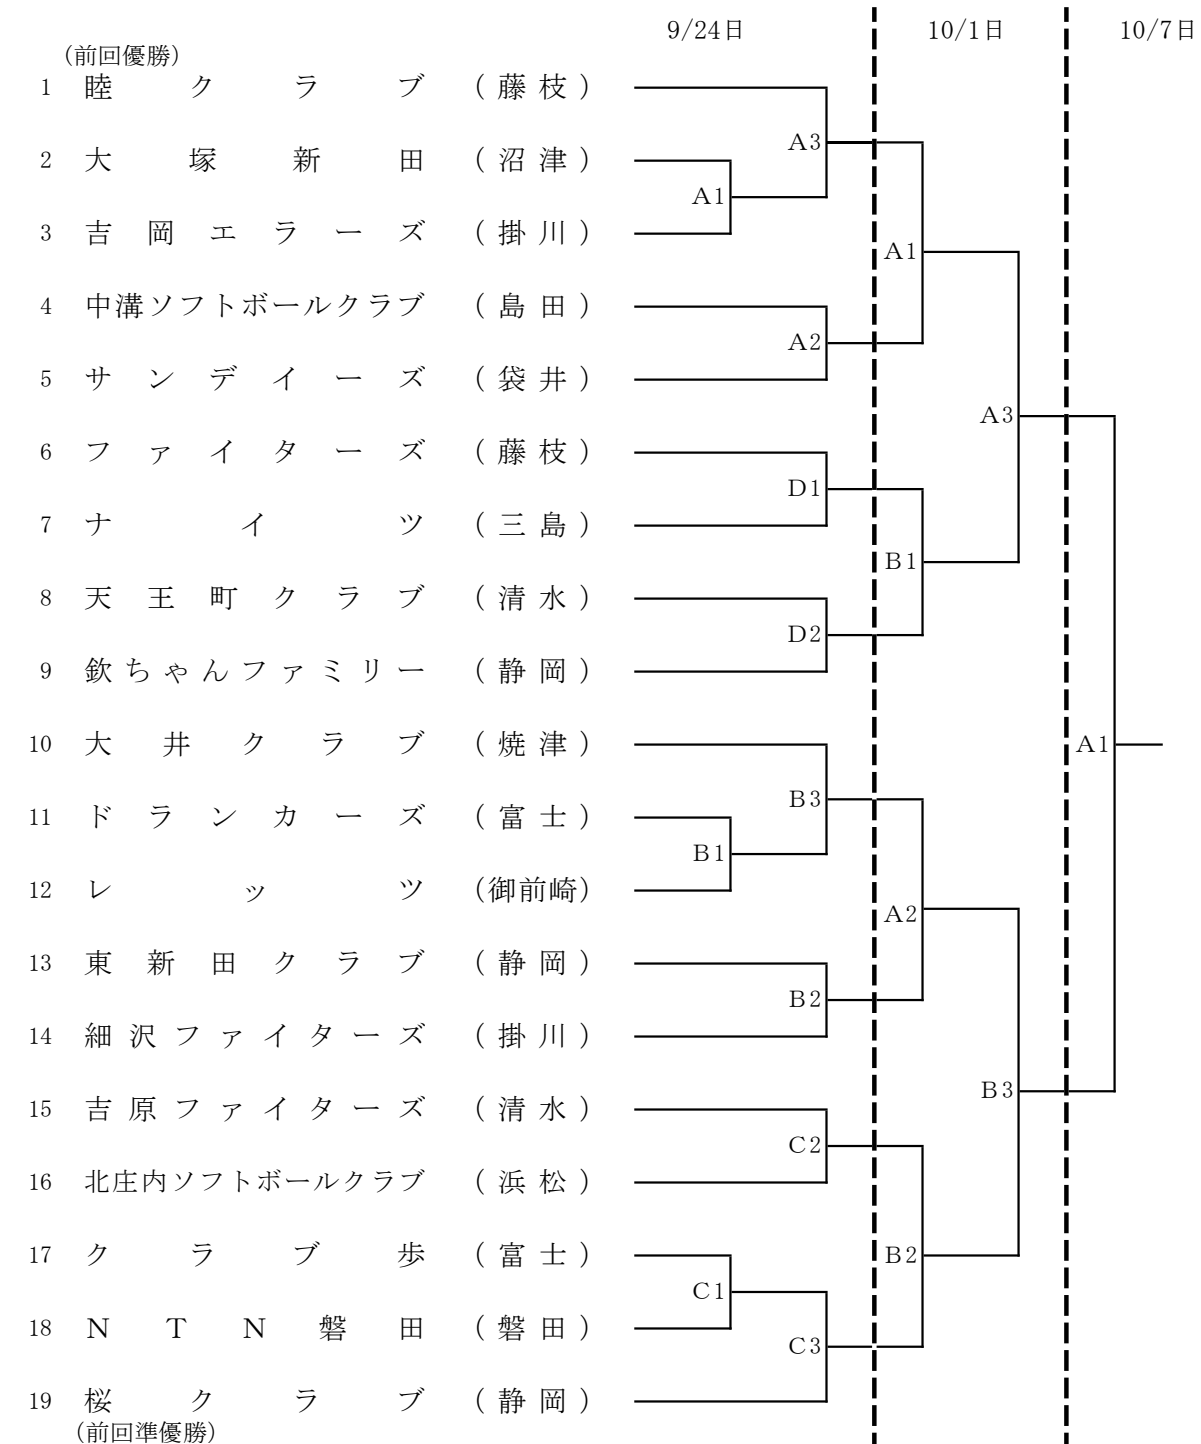 9/24日 10/1日 10/7日
(前回優勝)
1 睦クラブ (藤枝)
A3
2 大塚新田 (沼津)
A1
3 吉岡エラーズ (掛川)
A1
4 中溝ソフトボールクラブ (島田)
A2
5 サンデイーズ (袋井)
A3
6 ファイターズ (藤枝)
D1
7 ナイツ (三島)
B1
8 天王町クラブ (清水)
D2
9 欽ちゃんファミリー (静岡)
10 大井クラブ (焼津)
A1
B3
11 ドランカーズ (富士)
B1
12 レッツ (御前崎)
A2
13 東新田クラブ (静岡)
B2
14 細沢ファイターズ (掛川)
B3
15 吉原ファイターズ (清水)
C2
16 北庄内ソフトボールクラブ (浜松)
17 クラブ歩 (富士)
B2
C1
18 NTN磐田 (磐田)
C3
19 桜クラブ (静岡)
(前回準優勝)